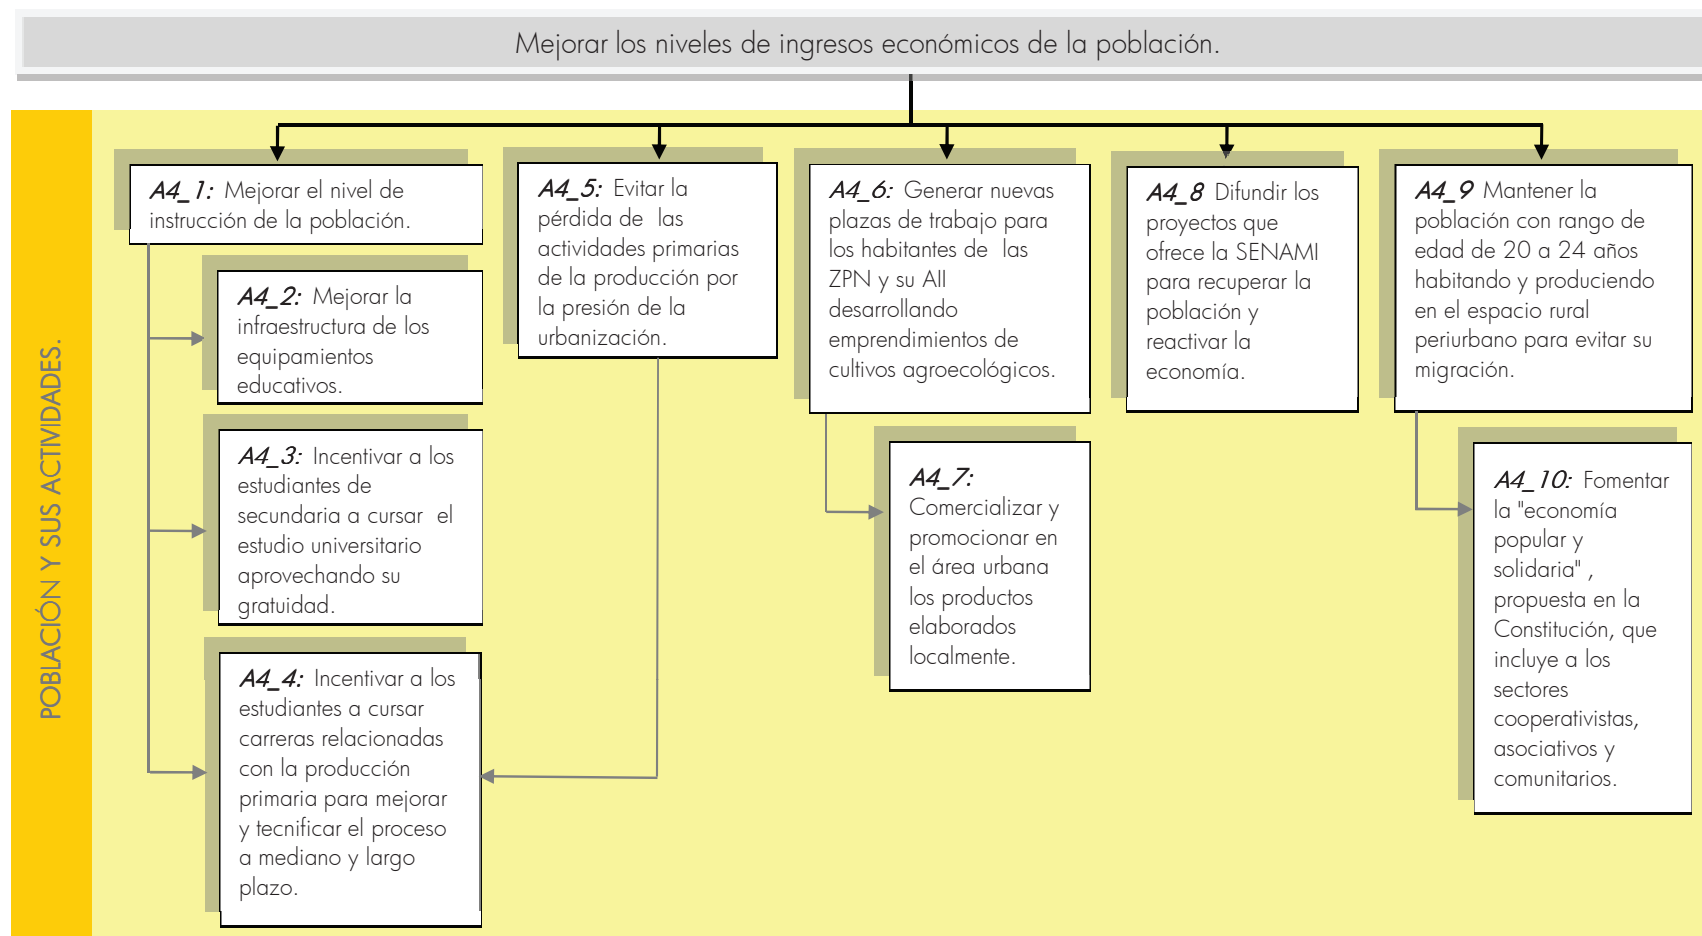 Mejorar los niveles de ingresos económicos de la población.
POBLACIÓN Y SUS ACTIVIDADES.
A4_1: Mejorar el nivel de
instrucción de la población.
A4_2: Mejorar la
infraestructura de los
equipamientos
educativos.
A4_3: Incentivar a los
estudiantes de
secundaria a cursar el
estudio universitario
aprovechando su
gratuidad.
A4_4: Incentivar a los
estudiantes a cursar
carreras relacionadas
con la producción
primaria para mejorar
y tecnificar el proceso
a mediano y largo
plazo.
A4_5: Evitar la
pérdida de las
actividades primarias
de la producción por
la presión de la
urbanización.
A4_6: Generar nuevas
plazas de trabajo para
los habitantes de las
ZPN y su AII
desarrollando
emprendimientos de
cultivos agroecológicos.
A4_7:
Comercializar y
promocionar en
el área urbana
los productos
elaborados
localmente.
A4_8 Difundir los
proyectos que
ofrece la SENAMI
para recuperar la
población y
reactivar la
economía.
A4_9 Mantener la
población con rango de
edad de 20 a 24 años
habitando y produciendo
en el espacio rural
periurbano para evitar su
migración.
A4_10: Fomentar
la "economía
popular y
solidaria" ,
propuesta en la
Constitución, que
incluye a los
sectores
cooperativistas,
asociativos y
comunitarios.